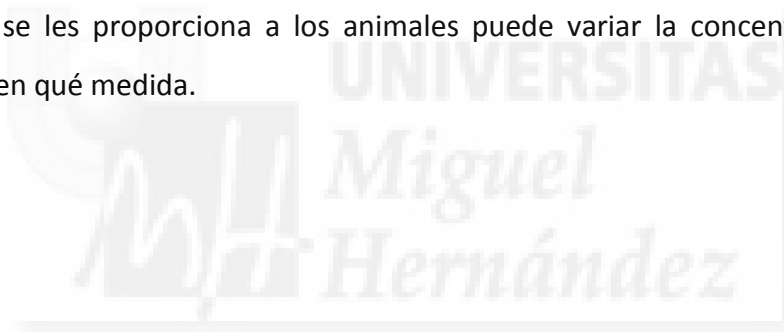 se les proporciona a los animales puede variar la concen
en qué medida.
UNIVERSITAS
Miguel
Hernández